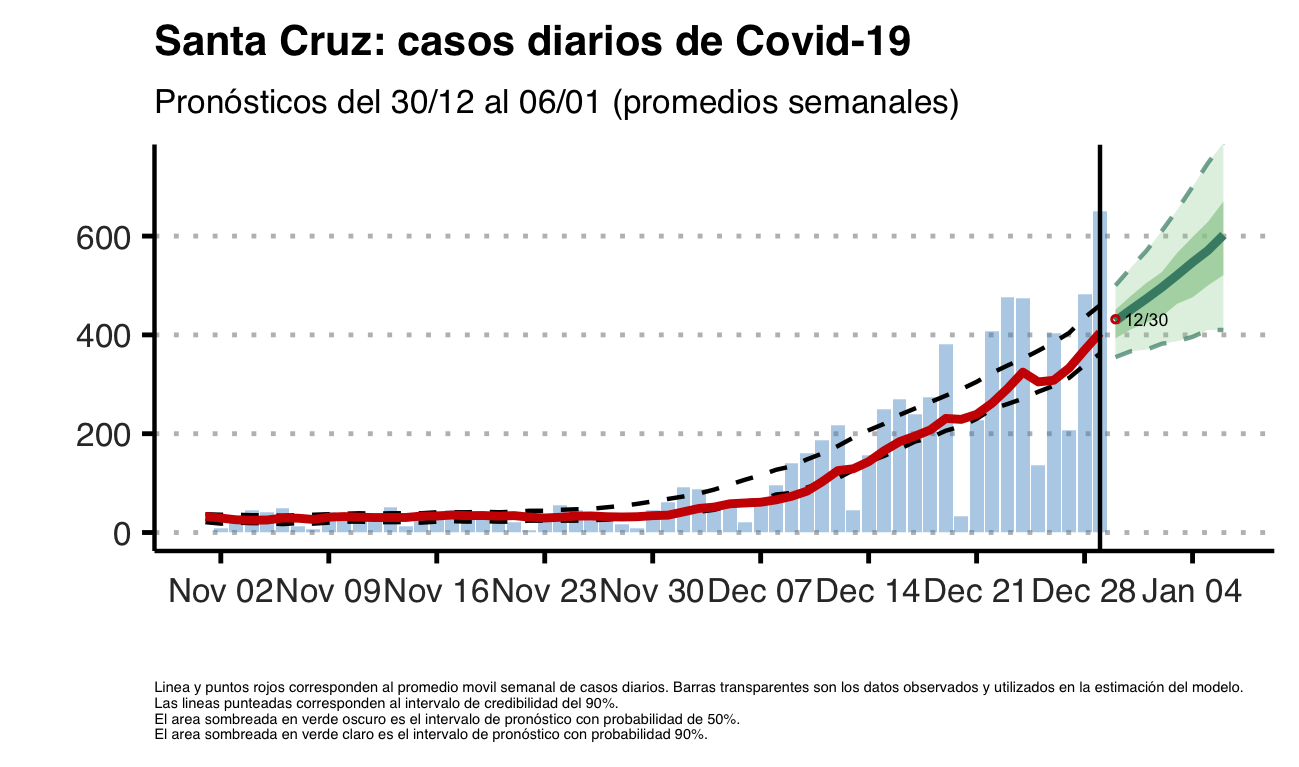 Santa Cruz: casos diarios de Covid-19
Pronósticos del 30/12 al 06/01 (promedios semanales)
600
400
200
0
12/30
Nov 02 Nov 09 Nov 16 Nov 23 Nov 30 Dec 07 Dec 14 Dec 21 Dec 28 Jan 04
Linea y puntos rojos corresponden al promedio movil semanal de casos diarios. Barras transparentes son los datos observados y utilizados en la estimación del modelo.
Las lineas punteadas corresponden al intervalo de credibilidad del 90%.
El area sombreada en verde oscuro es el intervalo de pronóstico con probabilidad de 50%.
El area sombreada en verde claro es el intervalo de pronóstico con probabilidad 90%.